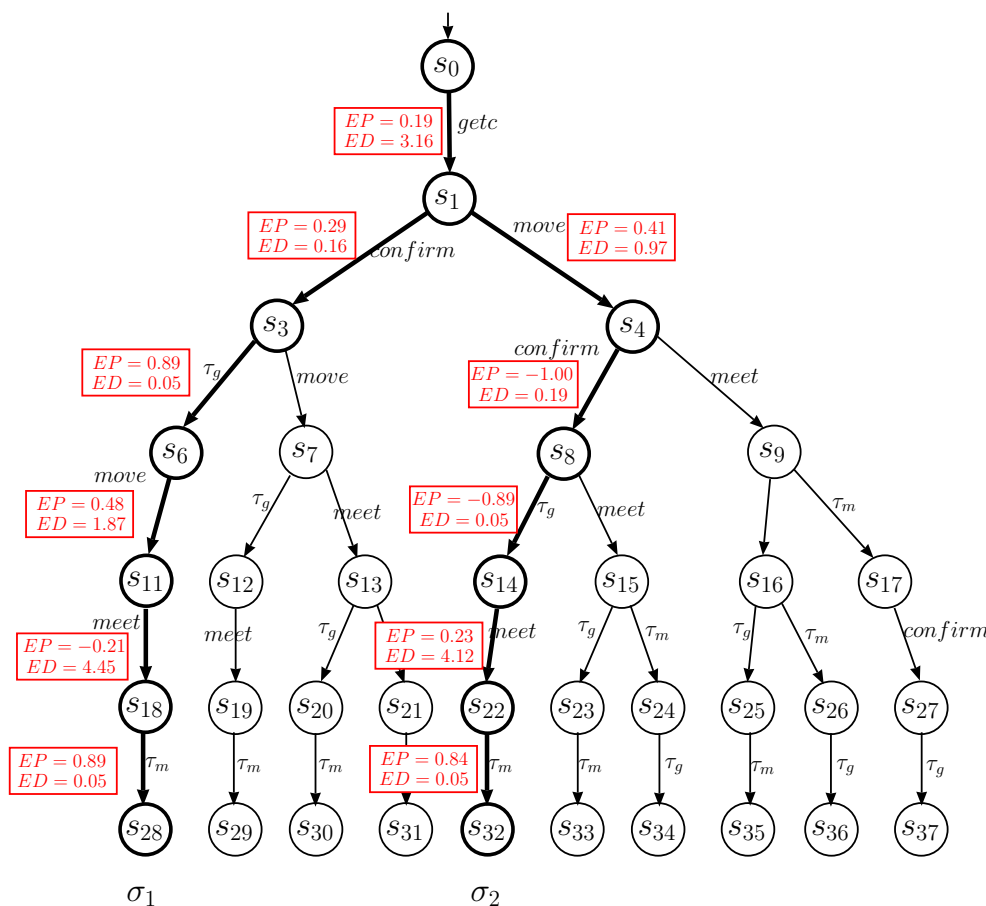 s0
EP = 0.19
ED = 3.16
getc
s1
EP = 0.29
ED = 0.16
confirm
move
EP = 0.41
ED = 0.97
s3
s4
EP = 0.89
ED = 0.05
τg
move
confirm
EP = −1.00
ED = 0.19
meet
s6
s7
s8
s9
move
EP = 0.48
ED = 1.87
τg
meet
EP = −0.89
ED = 0.05
τg
meet
τm
s11
s12
s13
s14
s15
s16
s17
meet
EP = −0.21
ED = 4.45
meet
τg
EP = 0.23
ED = 4.12
meet
τg
τm
τg
τm
confirm
s18
s19
s20
s21
s22
s23
s24
s25
s26
s27
EP = 0.89
ED = 0.05
τm
τm
τm
EP = 0.84
ED = 0.05
τm
τm
τg
τm
τg
τg
s28
s29
s30
s31
s32
s33
s34
s35
s36
s37
σ1
σ2